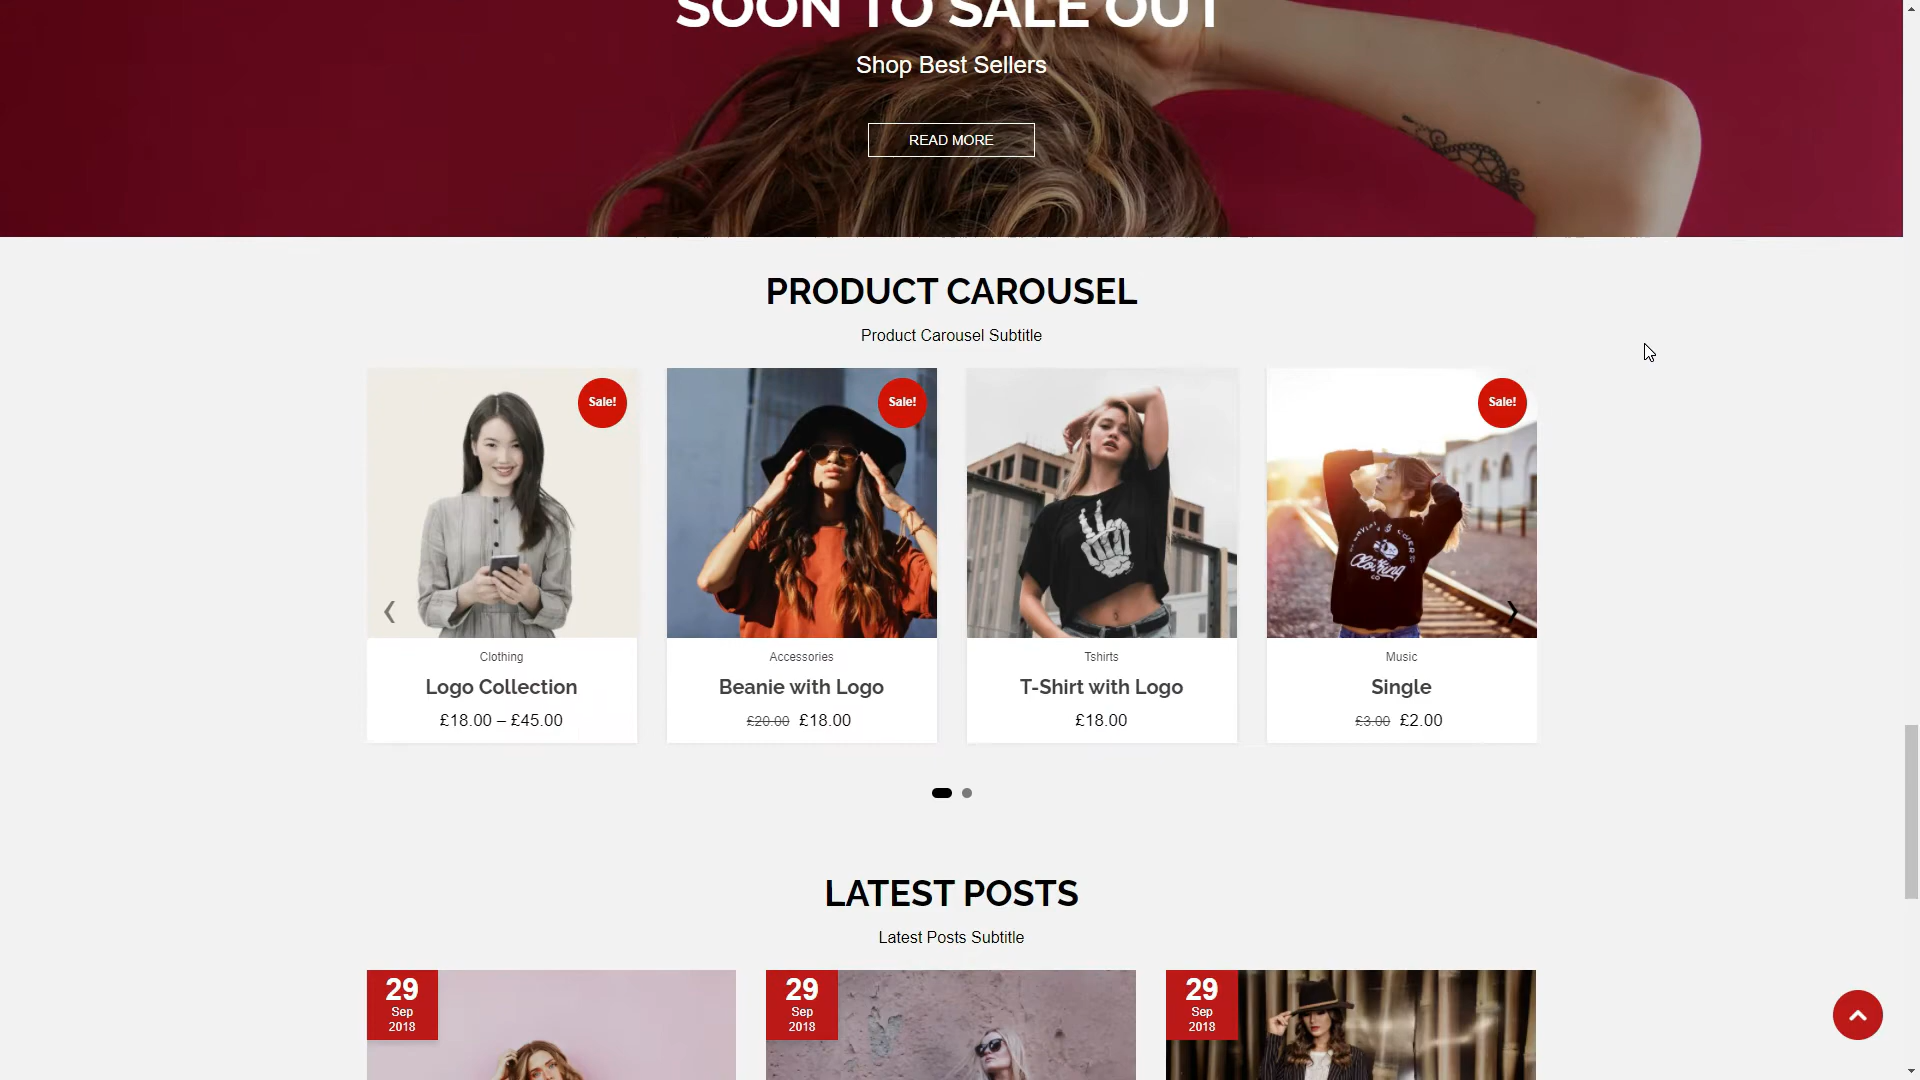 SOON TO SALE OUT
Shop Best Sellers
READ MORE
PRODUCT CAROUSEL
Product Carousel Subtitle
Sale!
Sale!
Sale!
Clothing
Logo Collection
£18.00 – £45.00
Accessories
Beanie with Logo
£20.00 £18.00
Tshirts
T-Shirt with Logo
£18.00
Music
Single
£3.00 £2.00
LATEST POSTS
Latest Posts Subtitle
29
Sep
2018
29
Sep
2018
29
Sep
2018